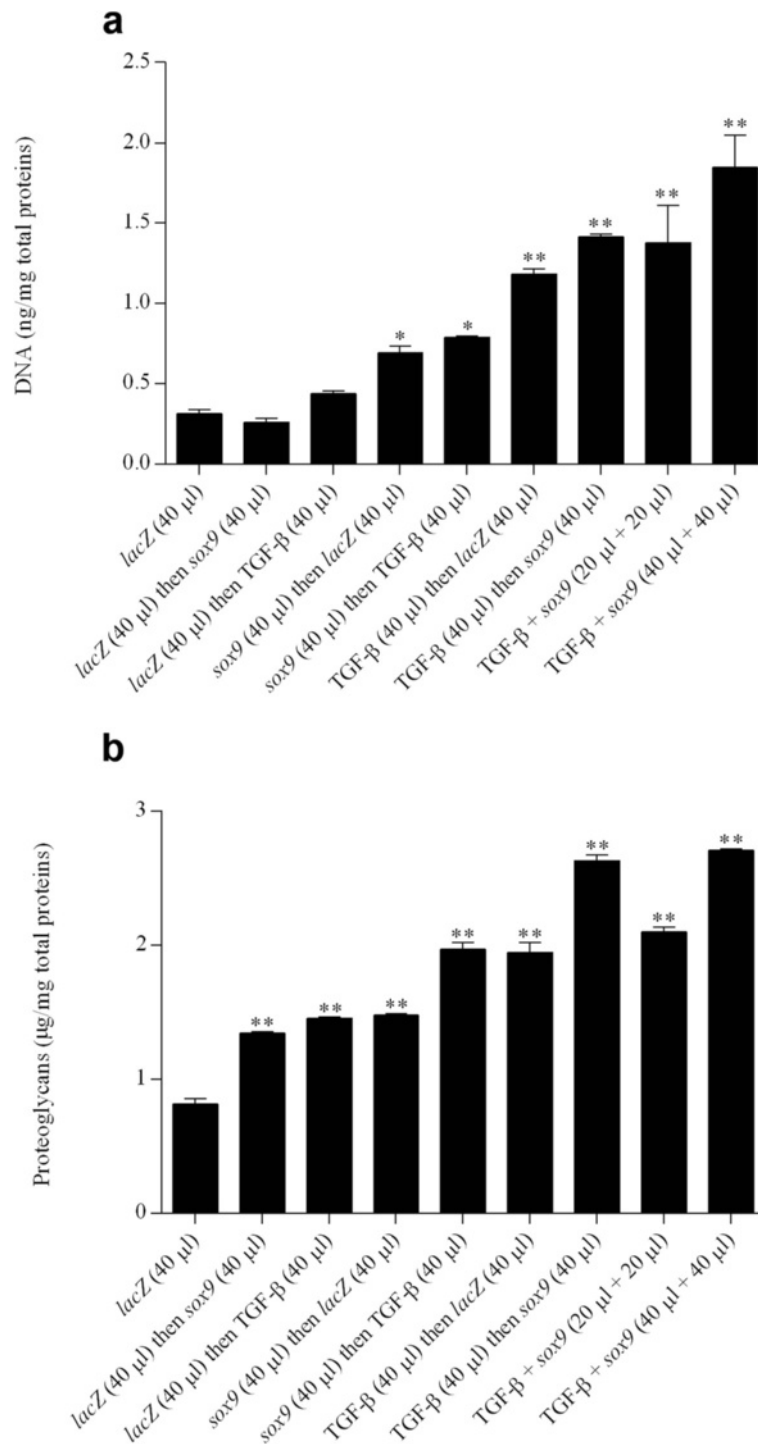 a
DNA (ng/mg total proteins)
2.5
2.0
1.5
1.0
0.5
0.0
*
*
**
**
**
**
lacZ (40 µl)
lacZ (40 µl) then sox9 (40 µl)
lacZ (40 µl) then TGF-β (40 µl)
sox9 (40 µl) then lacZ (40 µl)
sox9 (40 µl) then TGF-β (40 µl)
TGF-β (40 µl) then lacZ (40 µl)
TGF-β (40 µl) then sox9 (40 µl)
TGF-β + sox9 (20 µl + 20 µl)
TGF-β + sox9 (40 µl + 40 µl)
b
Proteoglycans (µg/mg total proteins)
3
2
1
0
**
**
**
**
**
**
**
**
lacZ (40 µl)
lacZ (40 µl) then sox9 (40 µl)
lacZ (40 µl) then TGF-β (40 µl)
sox9 (40 µl) then lacZ (40 µl)
sox9 (40 µl) then TGF-β (40 µl)
TGF-β (40 µl) then lacZ (40 µl)
TGF-β (40 µl) then sox9 (40 µl)
TGF-β + sox9 (20 µl + 20 µl)
TGF-β + sox9 (40 µl + 40 µl)